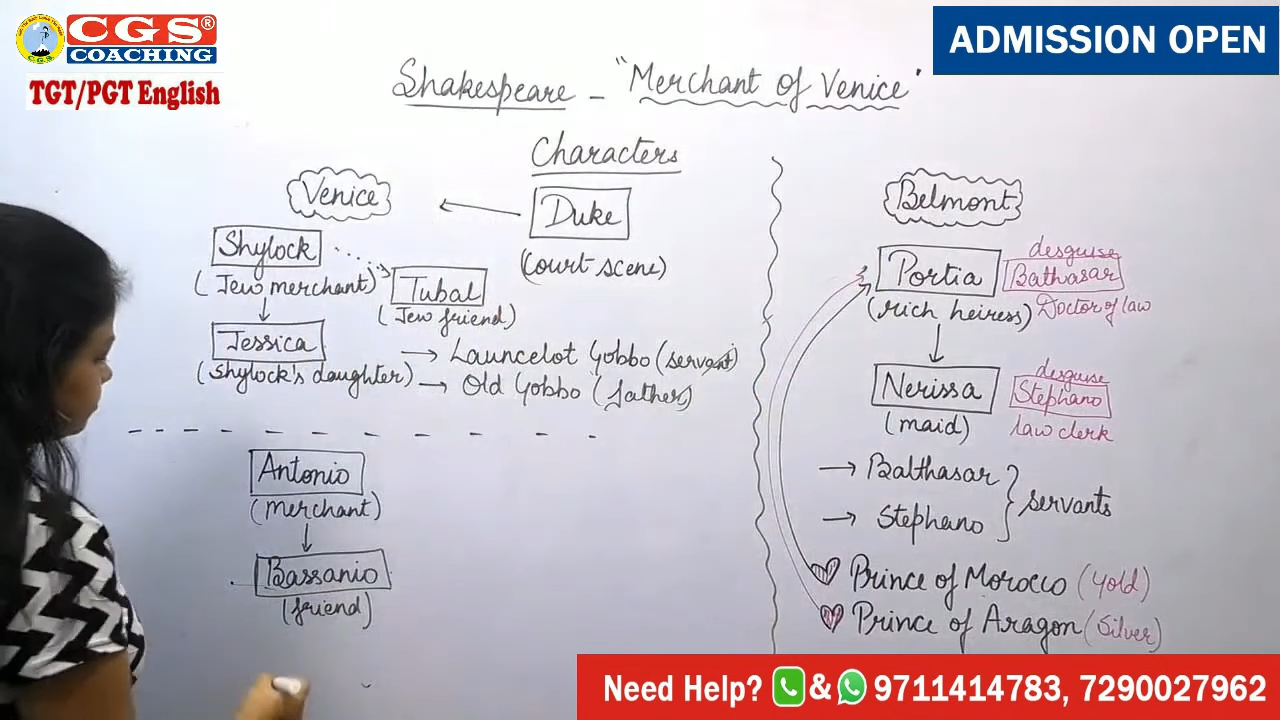 CGS®
COACHING
C.G.S.
TGT/PGT English
ADMISSION OPEN
Shakespeare - "Merchant of Venice"
Characters
Venice
Duke
(Court scene)
Shylock
(Jew merchant)
Tubal
(Jew friend)
Jessica
(Shylock's daughter)
→ Launcelot Gobbo (servant)
→ Old Gobbo (father)
Antonio
(merchant)
Bassanio
(friend)
Belmont
Portia
(rich heiress)
disguise
Balthasar
Doctor of law
Nerissa
(maid)
disguise
Stephano
law clerk
→ Balthasar
→ Stephano
} servants
Prince of Morocco (Gold)
Prince of Aragon (Silver)
Need Help? & 9711414783, 7290027962